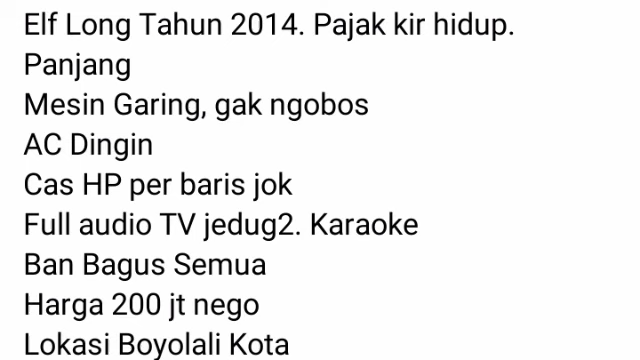 Elf Long Tahun 2014. Pajak kir hidup.
Panjang
Mesin Garing, gak ngobos
AC Dingin
Cas HP per baris jok
Full audio TV jedug2. Karaoke
Ban Bagus Semua
Harga 200 jt nego
Lokasi Boyolali Kota